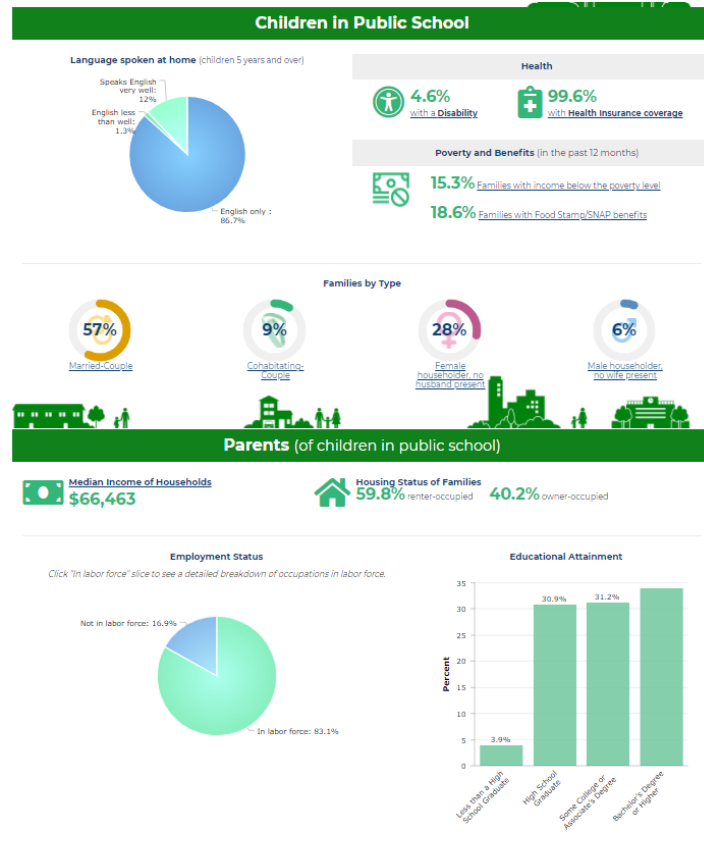 Children in Public School
Language spoken at home (children 5 years and over)
Speaks English
very well:
12%
English less
than well:
1.3%
English only :
86.7%
Health
4.6%
with a Disability
99.6%
with Health Insurance coverage
Poverty and Benefits (in the past 12 months)
15.3% Families with income below the poverty level
18.6% Families with Food Stamp/SNAP benefits
Families by Type
57%
Married-Couple
9%
Cohabitating-
Couple
28%
Female
householder, no
husband present
6%
Male householder,
no wife present
Parents (of children in public school)
Median Income of Households
$66,463
Housing Status of Families
59.8% renter-occupied 40.2% owner-occupied
Employment Status
Click "In labor force" slice to see a detailed breakdown of occupations in labor force.
Not in labor force: 16.9%
In labor force: 83.1%
Educational Attainment
Percent
35
30
25
20
15
10
5
0
3.9%
30.9%
31.2%
Less than a High
School Graduate
High School
Graduate
Some College or
Associate's Degree
Bachelor's Degree
or Higher